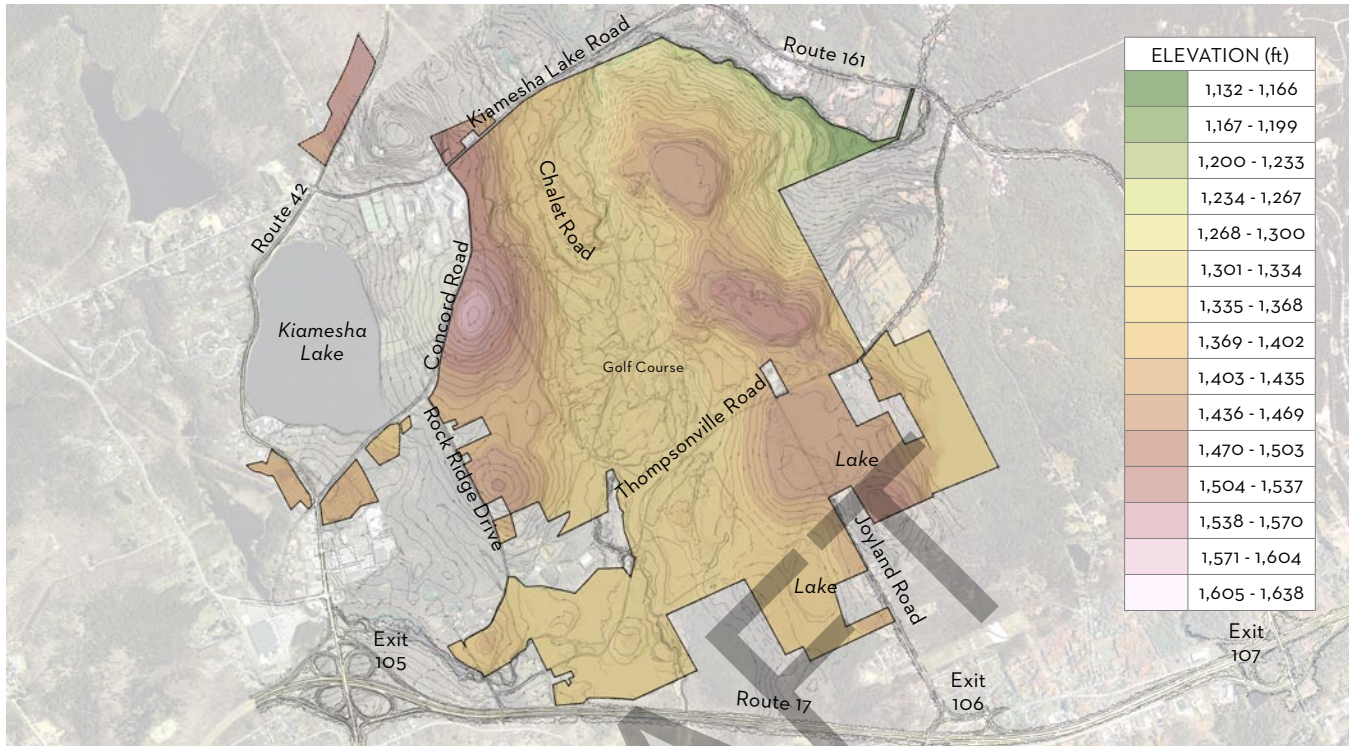 Kiamesha Lake Road
Route 161
Route 42
Chalet Road
Concord Road
Kiamesha
Lake
Golf Course
Thompsonville Road
Rock Ridge Drive
Lake
Joyland Road
Lake
Exit
105
Route 17
Exit
106
Exit
107
ELEVATION (ft)
1,132 - 1,166
1,167 - 1,199
1,200 - 1,233
1,234 - 1,267
1,268 - 1,300
1,301 - 1,334
1,335 - 1,368
1,369 - 1,402
1,403 - 1,435
1,436 - 1,469
1,470 - 1,503
1,504 - 1,537
1,538 - 1,570
1,571 - 1,604
1,605 - 1,638